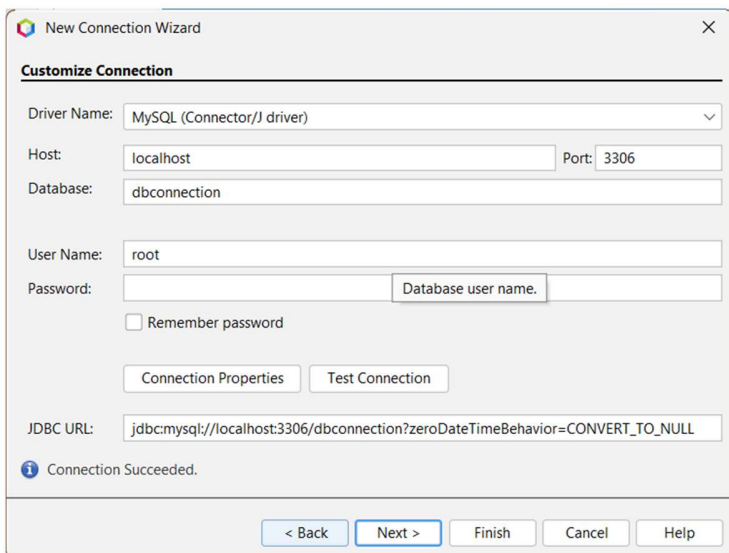 New Connection Wizard
Customize Connection
Driver Name: MySQL (Connector/J driver)
Host: localhost Port: 3306
Database: dbconnection
User Name: root
Password:
Database user name.
Remember password
Connection Properties Test Connection
JDBC URL: jdbc:mysql://localhost:3306/dbconnection?zeroDateTimeBehavior=CONVERT_TO_NULL
Connection Succeeded.
< Back Next > Finish Cancel Help